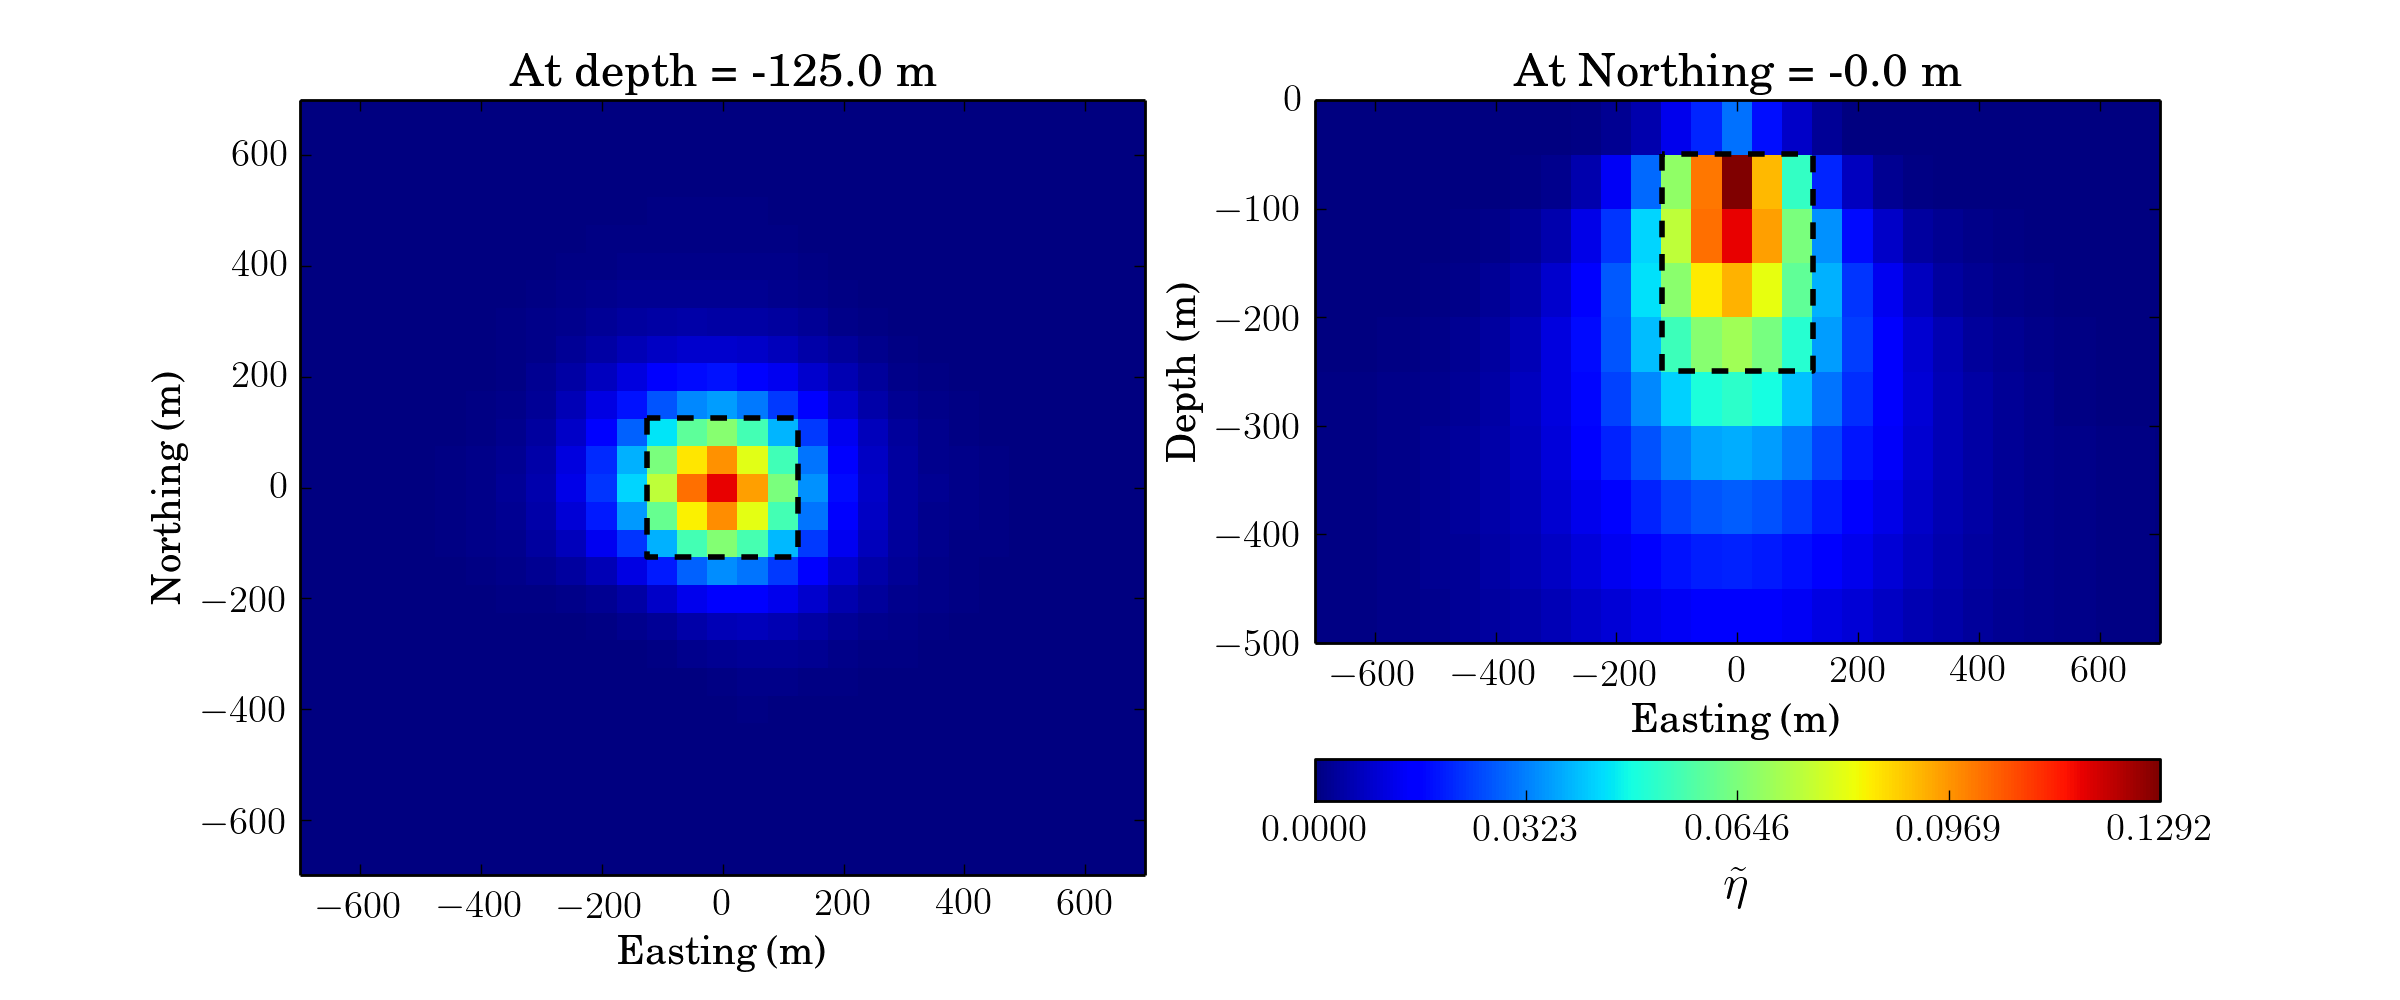 At depth = -125.0 m
600
400
200
0
−200
−400
−600
Northing (m)
−600 −400 −200 0 200 400 600
Easting (m)
At Northing = -0.0 m
0
−100
−200
−300
−400
−500
Depth (m)
−600 −400 −200 0 200 400 600
Easting (m)
0.0000 0.0323 0.0646 0.0969 0.1292
η̃